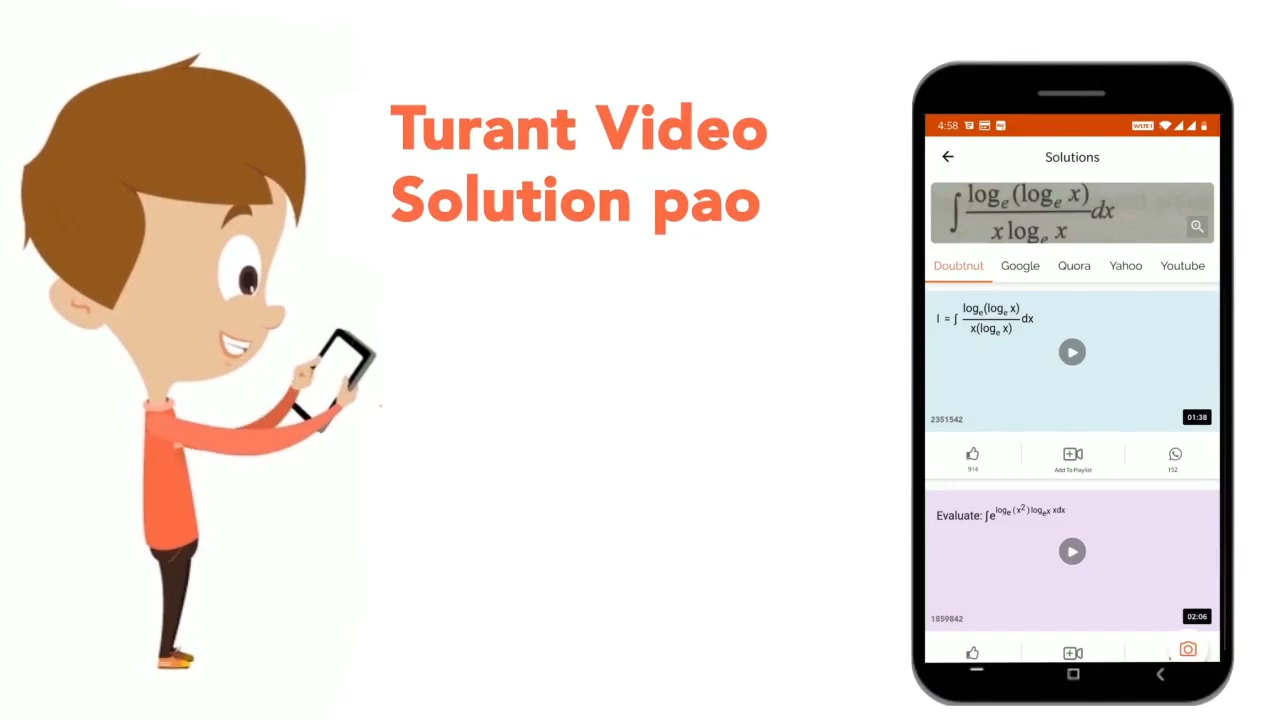 Turant Video
Solution pao
4:58
VoLTE1
Solutions
∫ logₑ(logₑ x) / x logₑ x dx
Doubtnut Google Quora Yahoo Youtube
I = ∫ logₑ(logₑ x) / x(logₑ x) dx
2351542 01:38
914 Add To Playlist 152
Evaluate: ∫e^logₑ(x²)logₑx xdx
1859842 02:06